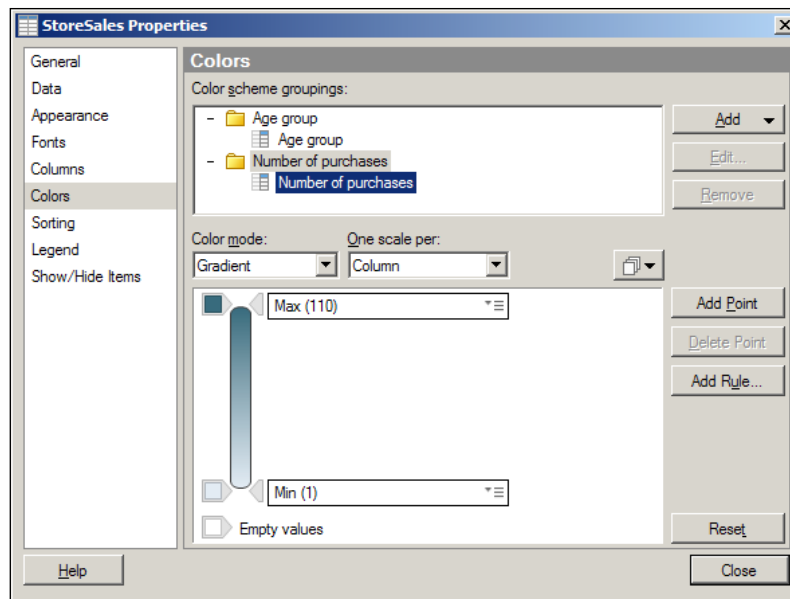 StoreSales Properties
General
Data
Appearance
Fonts
Columns
Colors
Sorting
Legend
Show/Hide Items
Colors
Color scheme groupings:
Age group
Age group
Number of purchases
Number of purchases
Add
Edit...
Remove
Color mode:
One scale per:
Gradient
Column
Max (110)
Add Point
Delete Point
Add Rule...
Min (1)
Empty values
Reset
Help
Close